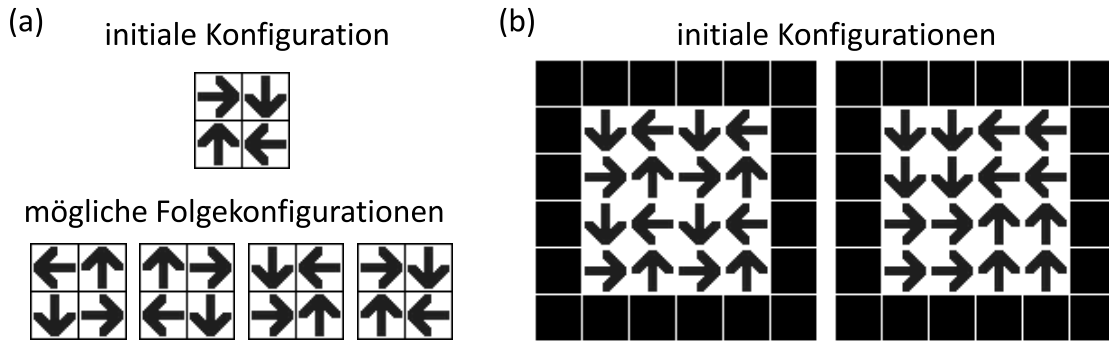 (a)
initiale Konfiguration
mögliche Folgekonfigurationen
(b)
initiale Konfigurationen